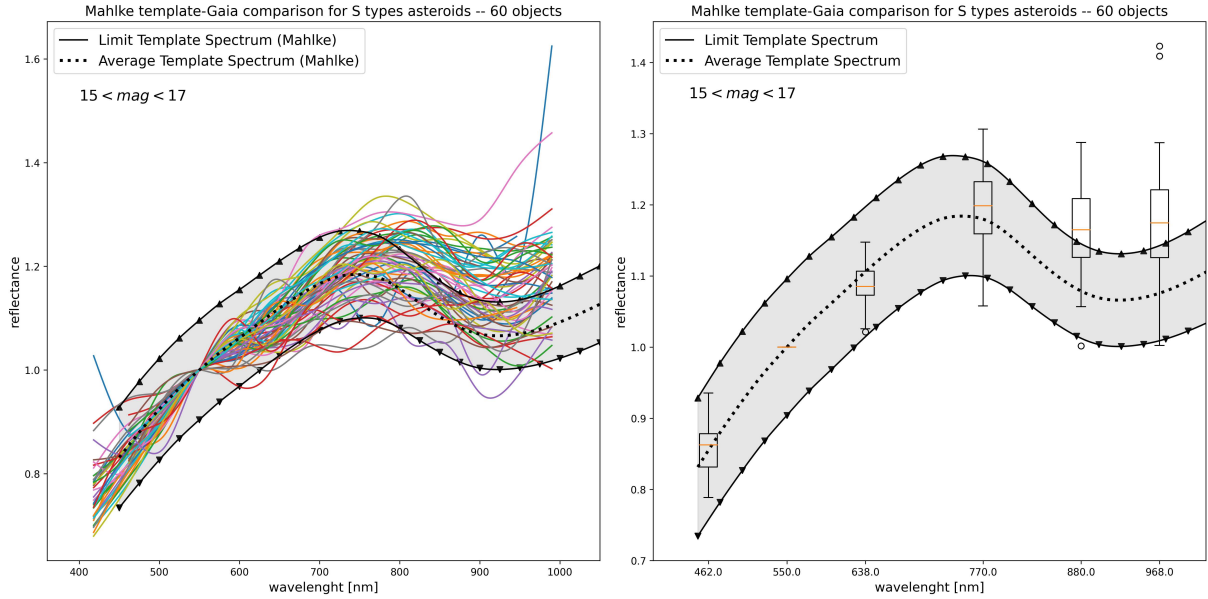 Mahlke template-Gaia comparison for S types asteroids -- 60 objects
Limit Template Spectrum (Mahlke)
Average Template Spectrum (Mahlke)
15 < mag < 17
1.6
1.4
1.2
1.0
0.8
reflectance
400 500 600 700 800 900 1000
wavelenght [nm]
Mahlke template-Gaia comparison for S types asteroids -- 60 objects
Limit Template Spectrum
Average Template Spectrum
15 < mag < 17
1.4
1.3
1.2
1.1
1.0
0.9
0.8
0.7
reflectance
462.0 550.0 638.0 770.0 880.0 968.0
wavelenght [nm]